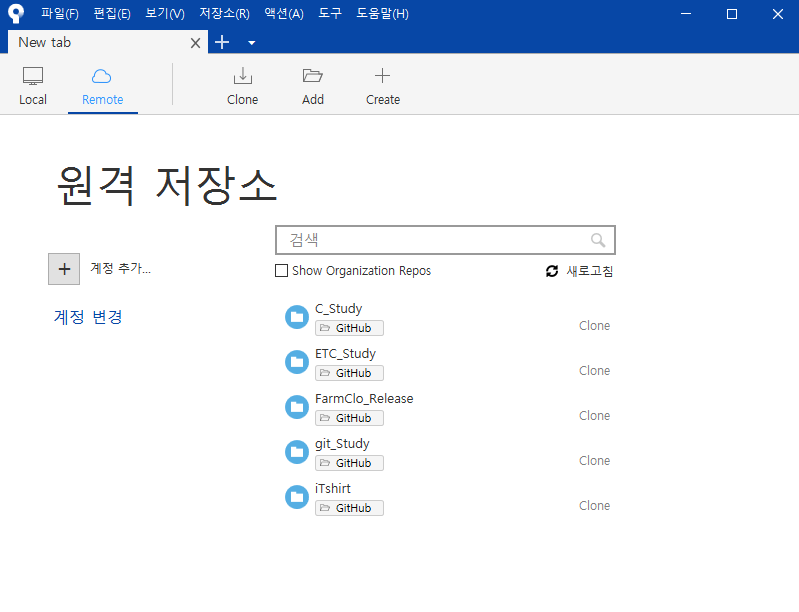 파일(F) 편집(E) 보기(V) 저장소(R) 액션(A) 도구 도움말(H)
New tab
Local Remote Clone Add Create
원격 저장소
검색
계정 추가...
Show Organization Repos 새로고침
계정 변경
C_Study
GitHub
Clone
ETC_Study
GitHub
Clone
FarmClo_Release
GitHub
Clone
git_Study
GitHub
Clone
iTshirt
GitHub
Clone